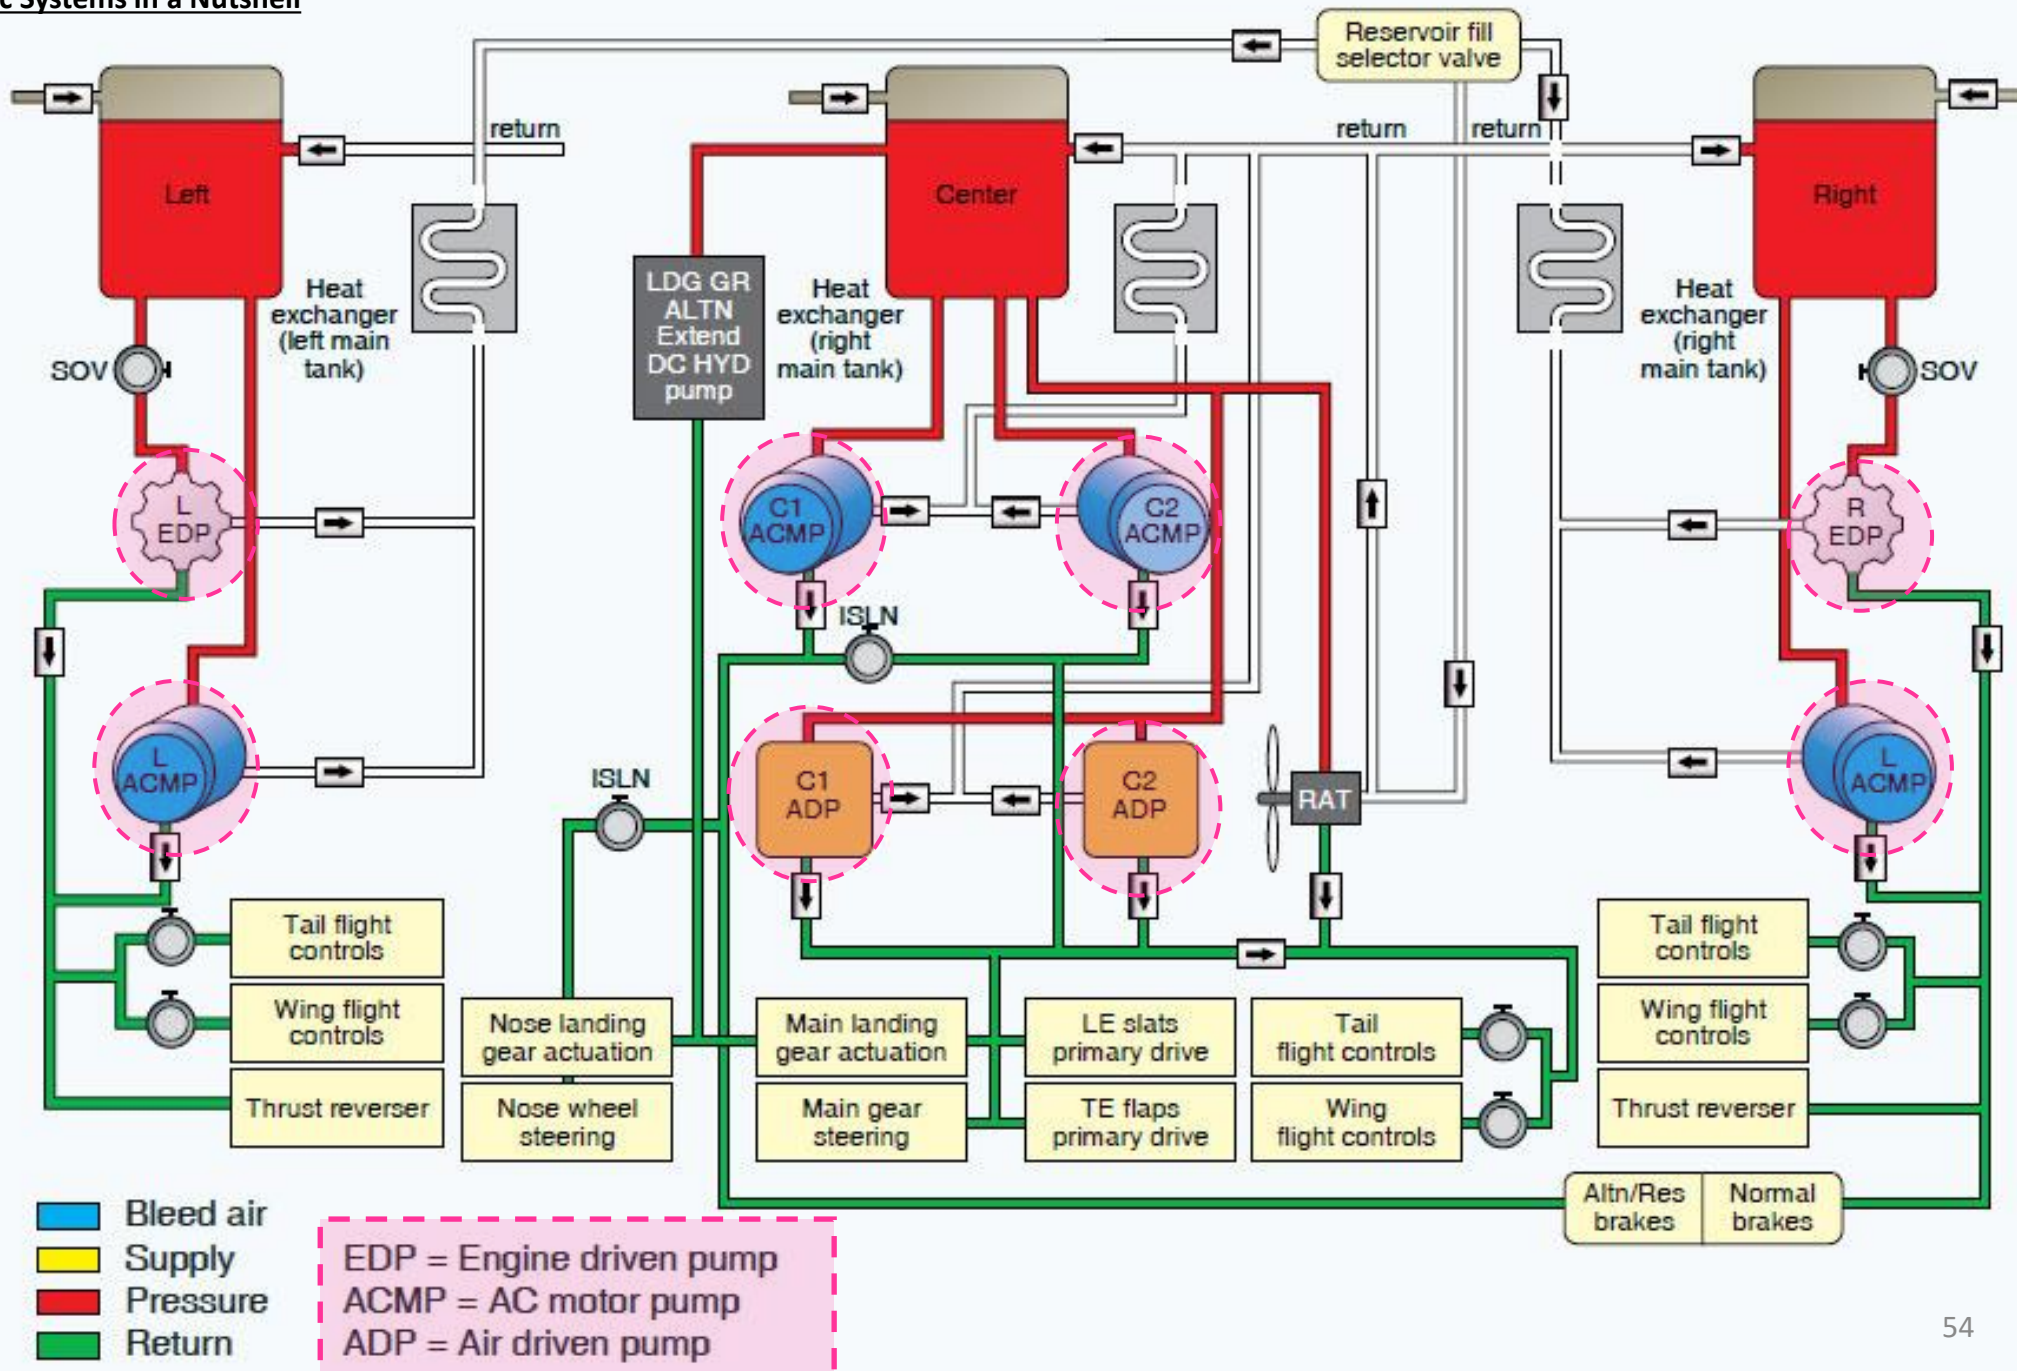 c Systems in a Nutshell
Reservoir fill
selector valve
return
return
return
Left
Center
Right
Heat
exchanger
(left main
tank)
LDG GR
ALTN
Extend
DC HYD
pump
Heat
exchanger
(right
main tank)
Heat
exchanger
(right
main tank)
SOV
SOV
L
EDP
C1
ACMP
C2
ACMP
R
EDP
ISLN
L
ACMP
ISLN
C1
ADP
C2
ADP
RAT
L
ACMP
Tail flight
controls
Wing flight
controls
Thrust reverser
Nose landing
gear actuation
Nose wheel
steering
Main landing
gear actuation
Main gear
steering
LE slats
primary drive
TE flaps
primary drive
Tail
flight controls
Wing
flight controls
Tail flight
controls
Wing flight
controls
Thrust reverser
Altn/Res
brakes
Normal
brakes
Bleed air
Supply
Pressure
Return
EDP = Engine driven pump
ACMP = AC motor pump
ADP = Air driven pump
54